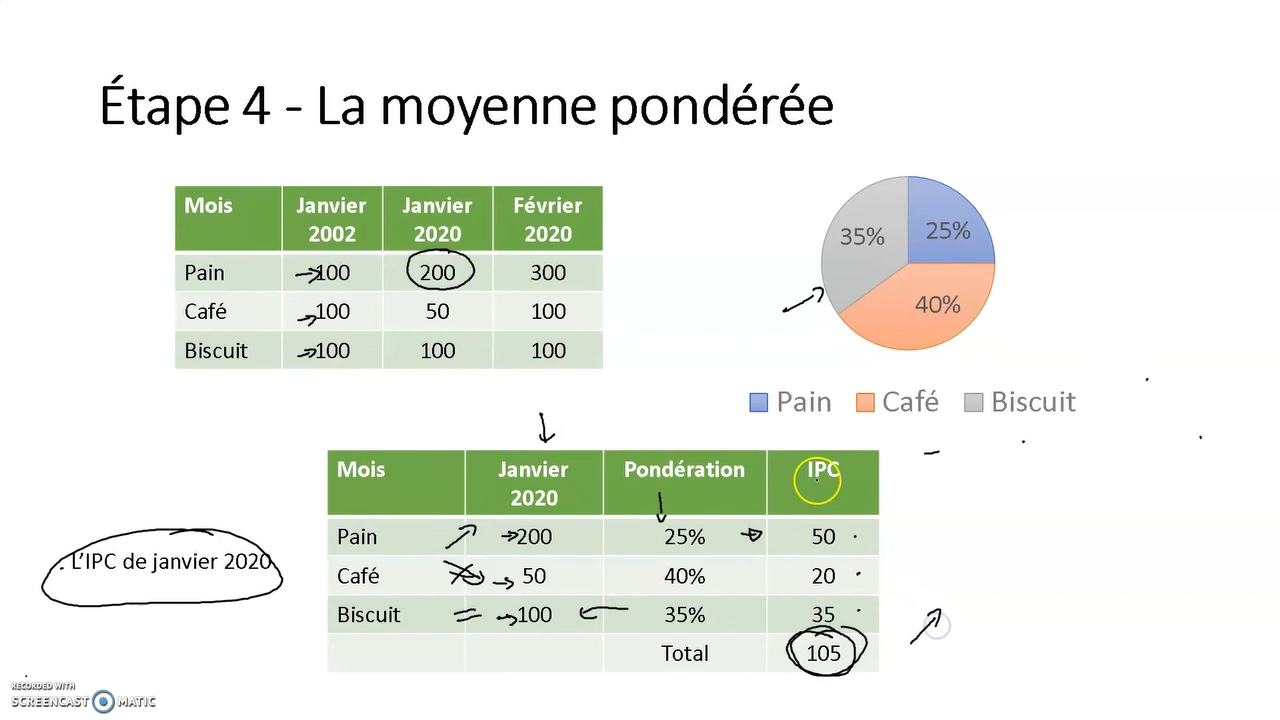 Étape 4 - La moyenne pondérée
Mois Janvier 2002 Janvier 2020 Février 2020
Pain 100 200 300
Café 100 50 100
Biscuit 100 100 100
35% 25%
40%
Pain Café Biscuit
Mois Janvier 2020 Pondération IPC
Pain 200 25% 50
Café 50 40% 20
Biscuit 100 35% 35
Total 105
L'IPC de janvier 2020
RECORDED WITH
SCREENCAST MATIC